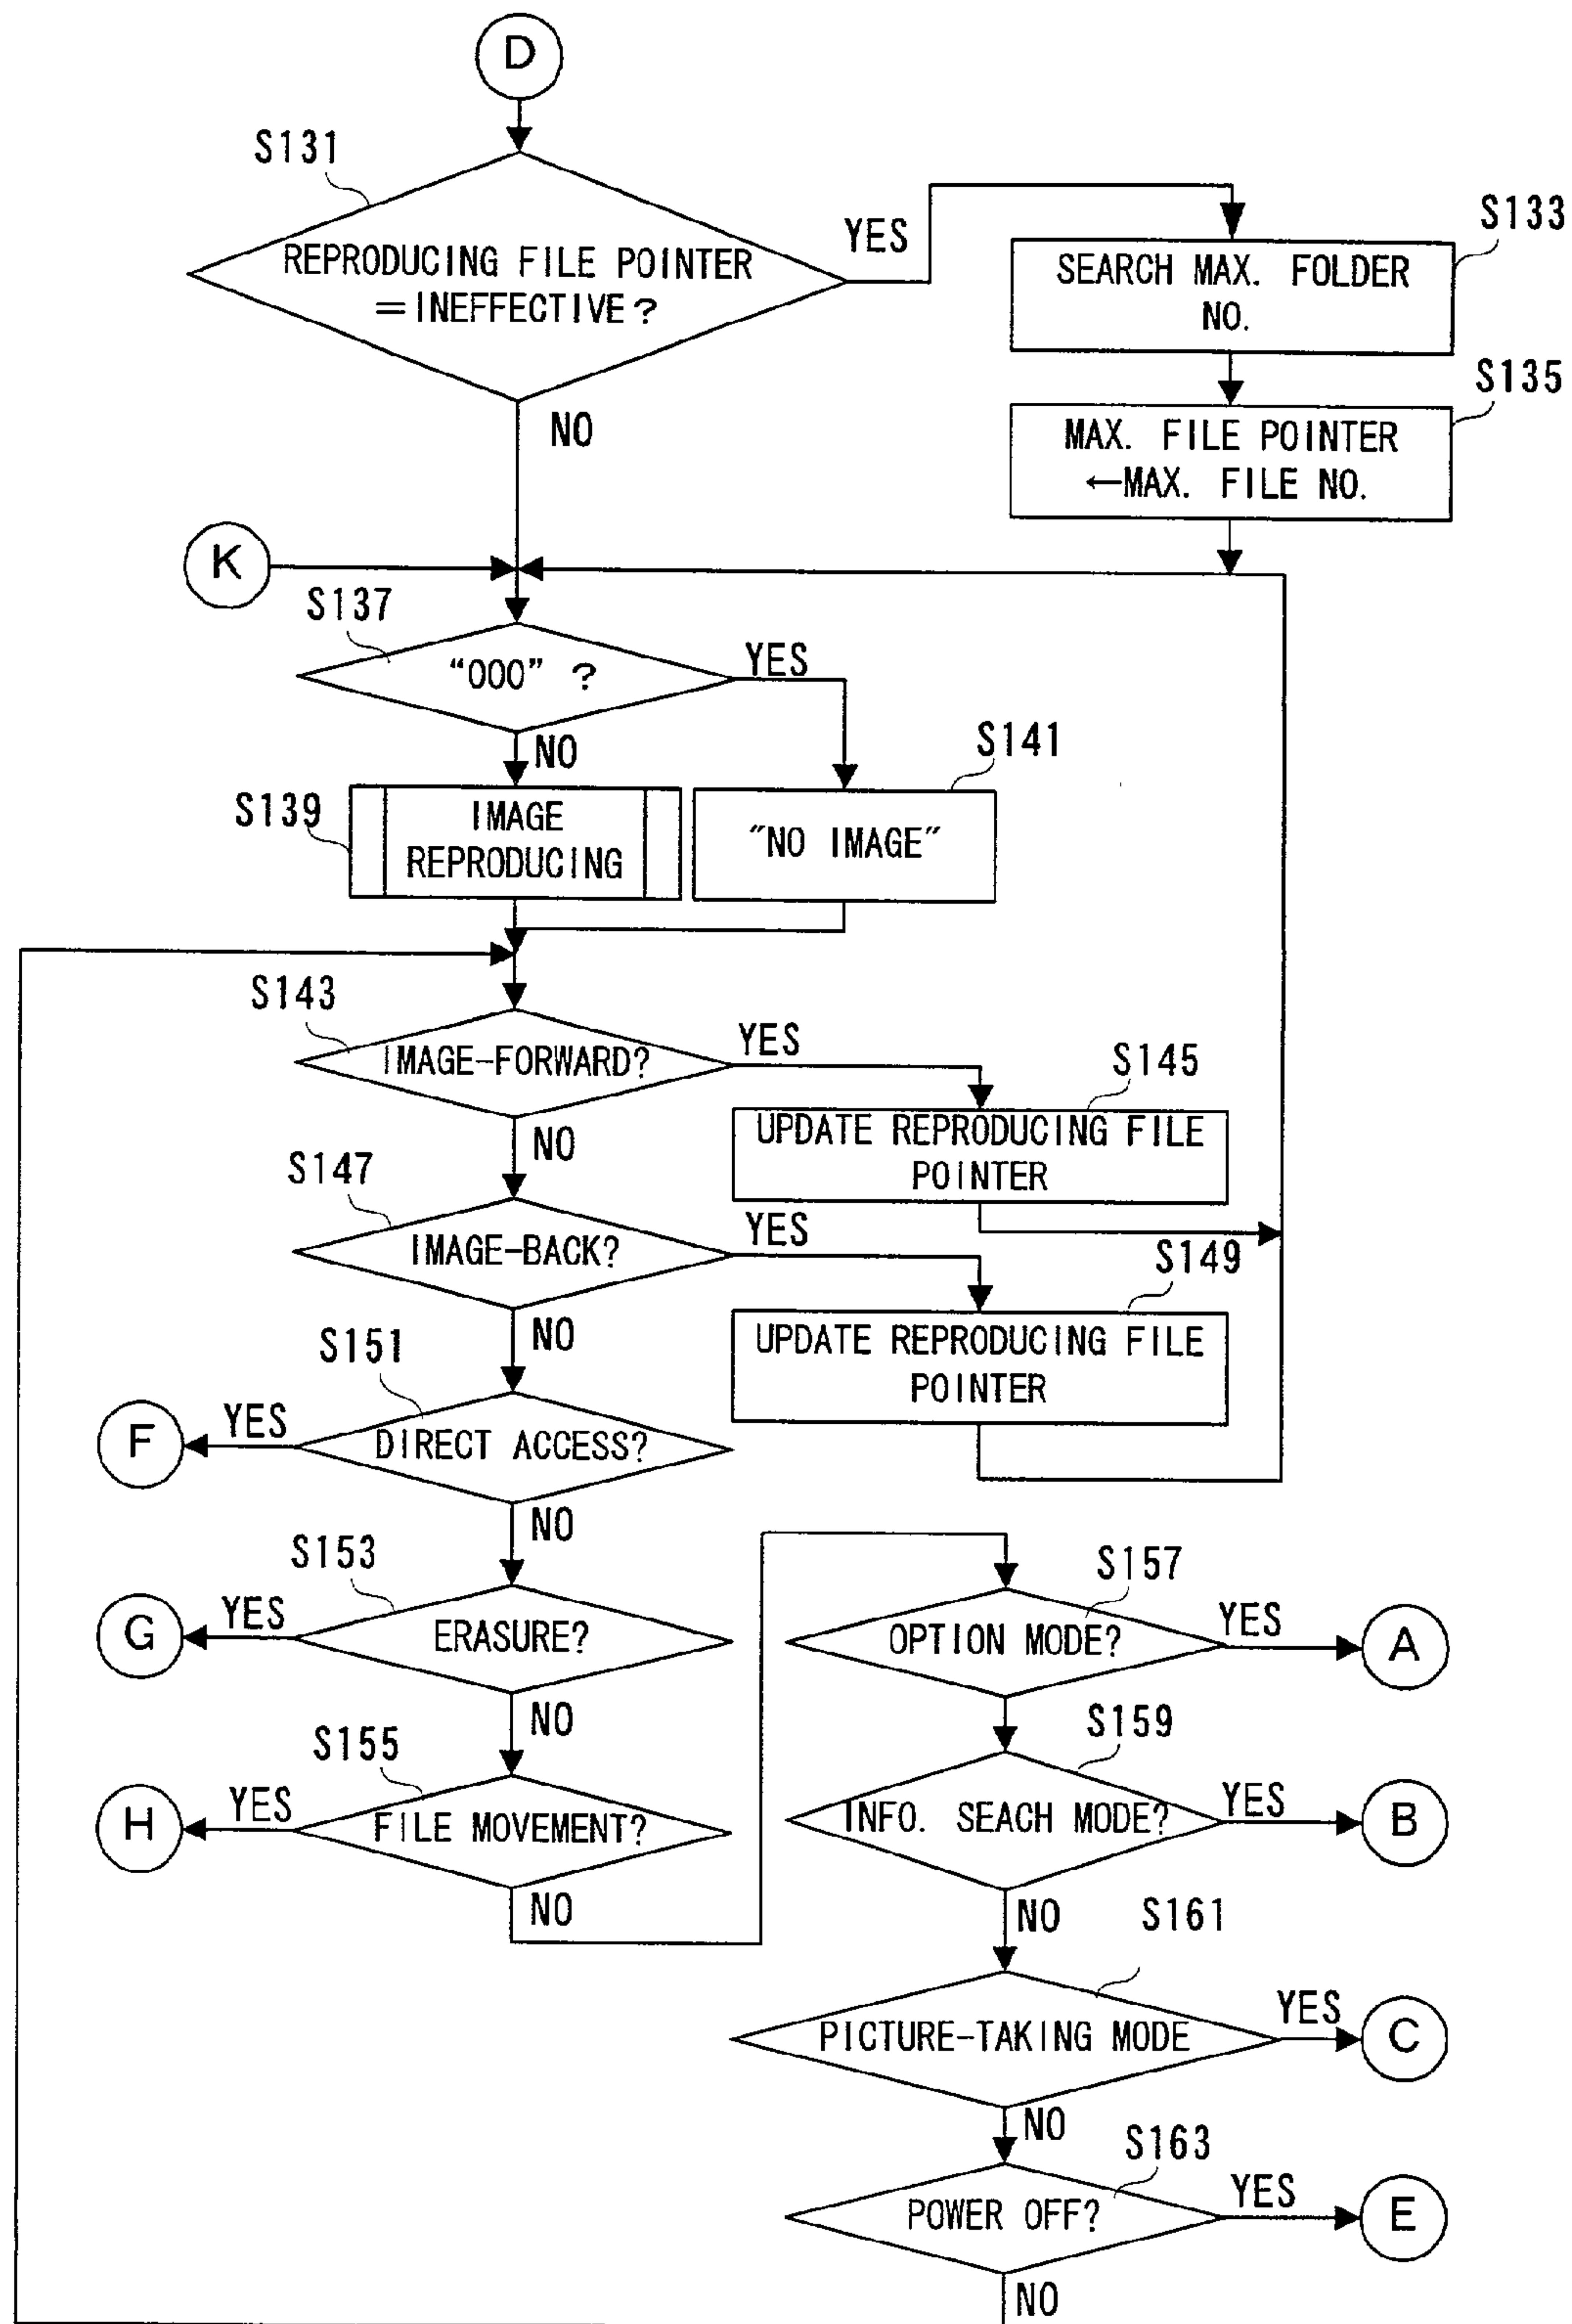 D
S131
REPRODUCING FILE POINTER
=INEFFECTIVE?
YES
NO
S133
SEARCH MAX. FOLDER
NO.
S135
MAX. FILE POINTER
←MAX. FILE NO.
K
S137
“000” ?
YES
NO
S139
IMAGE
REPRODUCING
S141
"NO IMAGE"
S143
IMAGE-FORWARD?
YES
NO
S145
UPDATE REPRODUCING FILE
POINTER
S147
IMAGE-BACK?
YES
NO
S149
UPDATE REPRODUCING FILE
POINTER
S151
DIRECT ACCESS?
YES
F
NO
S153
ERASURE?
YES
G
NO
S155
FILE MOVEMENT?
YES
H
NO
S157
OPTION MODE?
YES
A
S159
INFO. SEACH MODE?
YES
B
NO
S161
PICTURE-TAKING MODE
YES
C
NO
S163
POWER OFF?
YES
E
NO